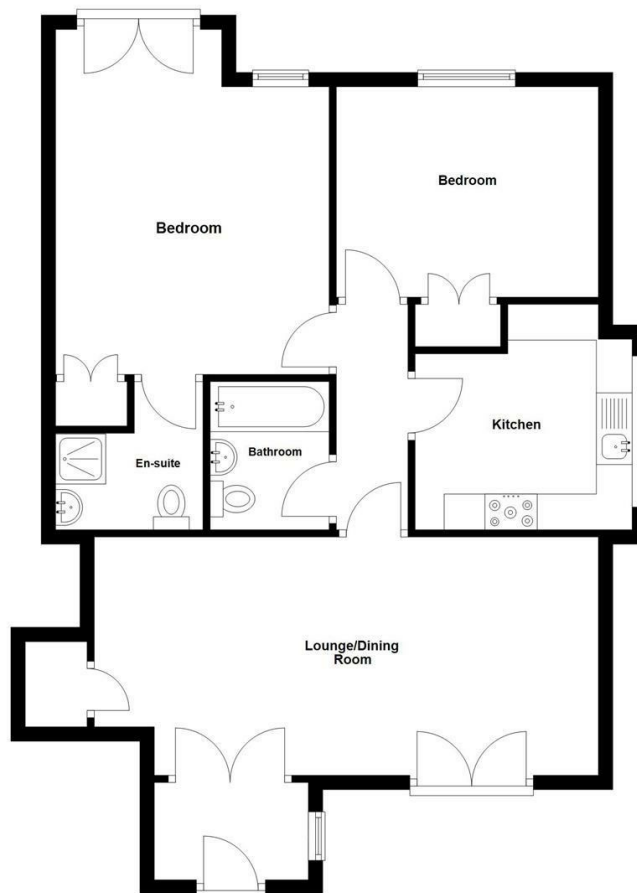 Bedroom
Bedroom
Kitchen
En-suite
Bathroom
Lounge/Dining
Room